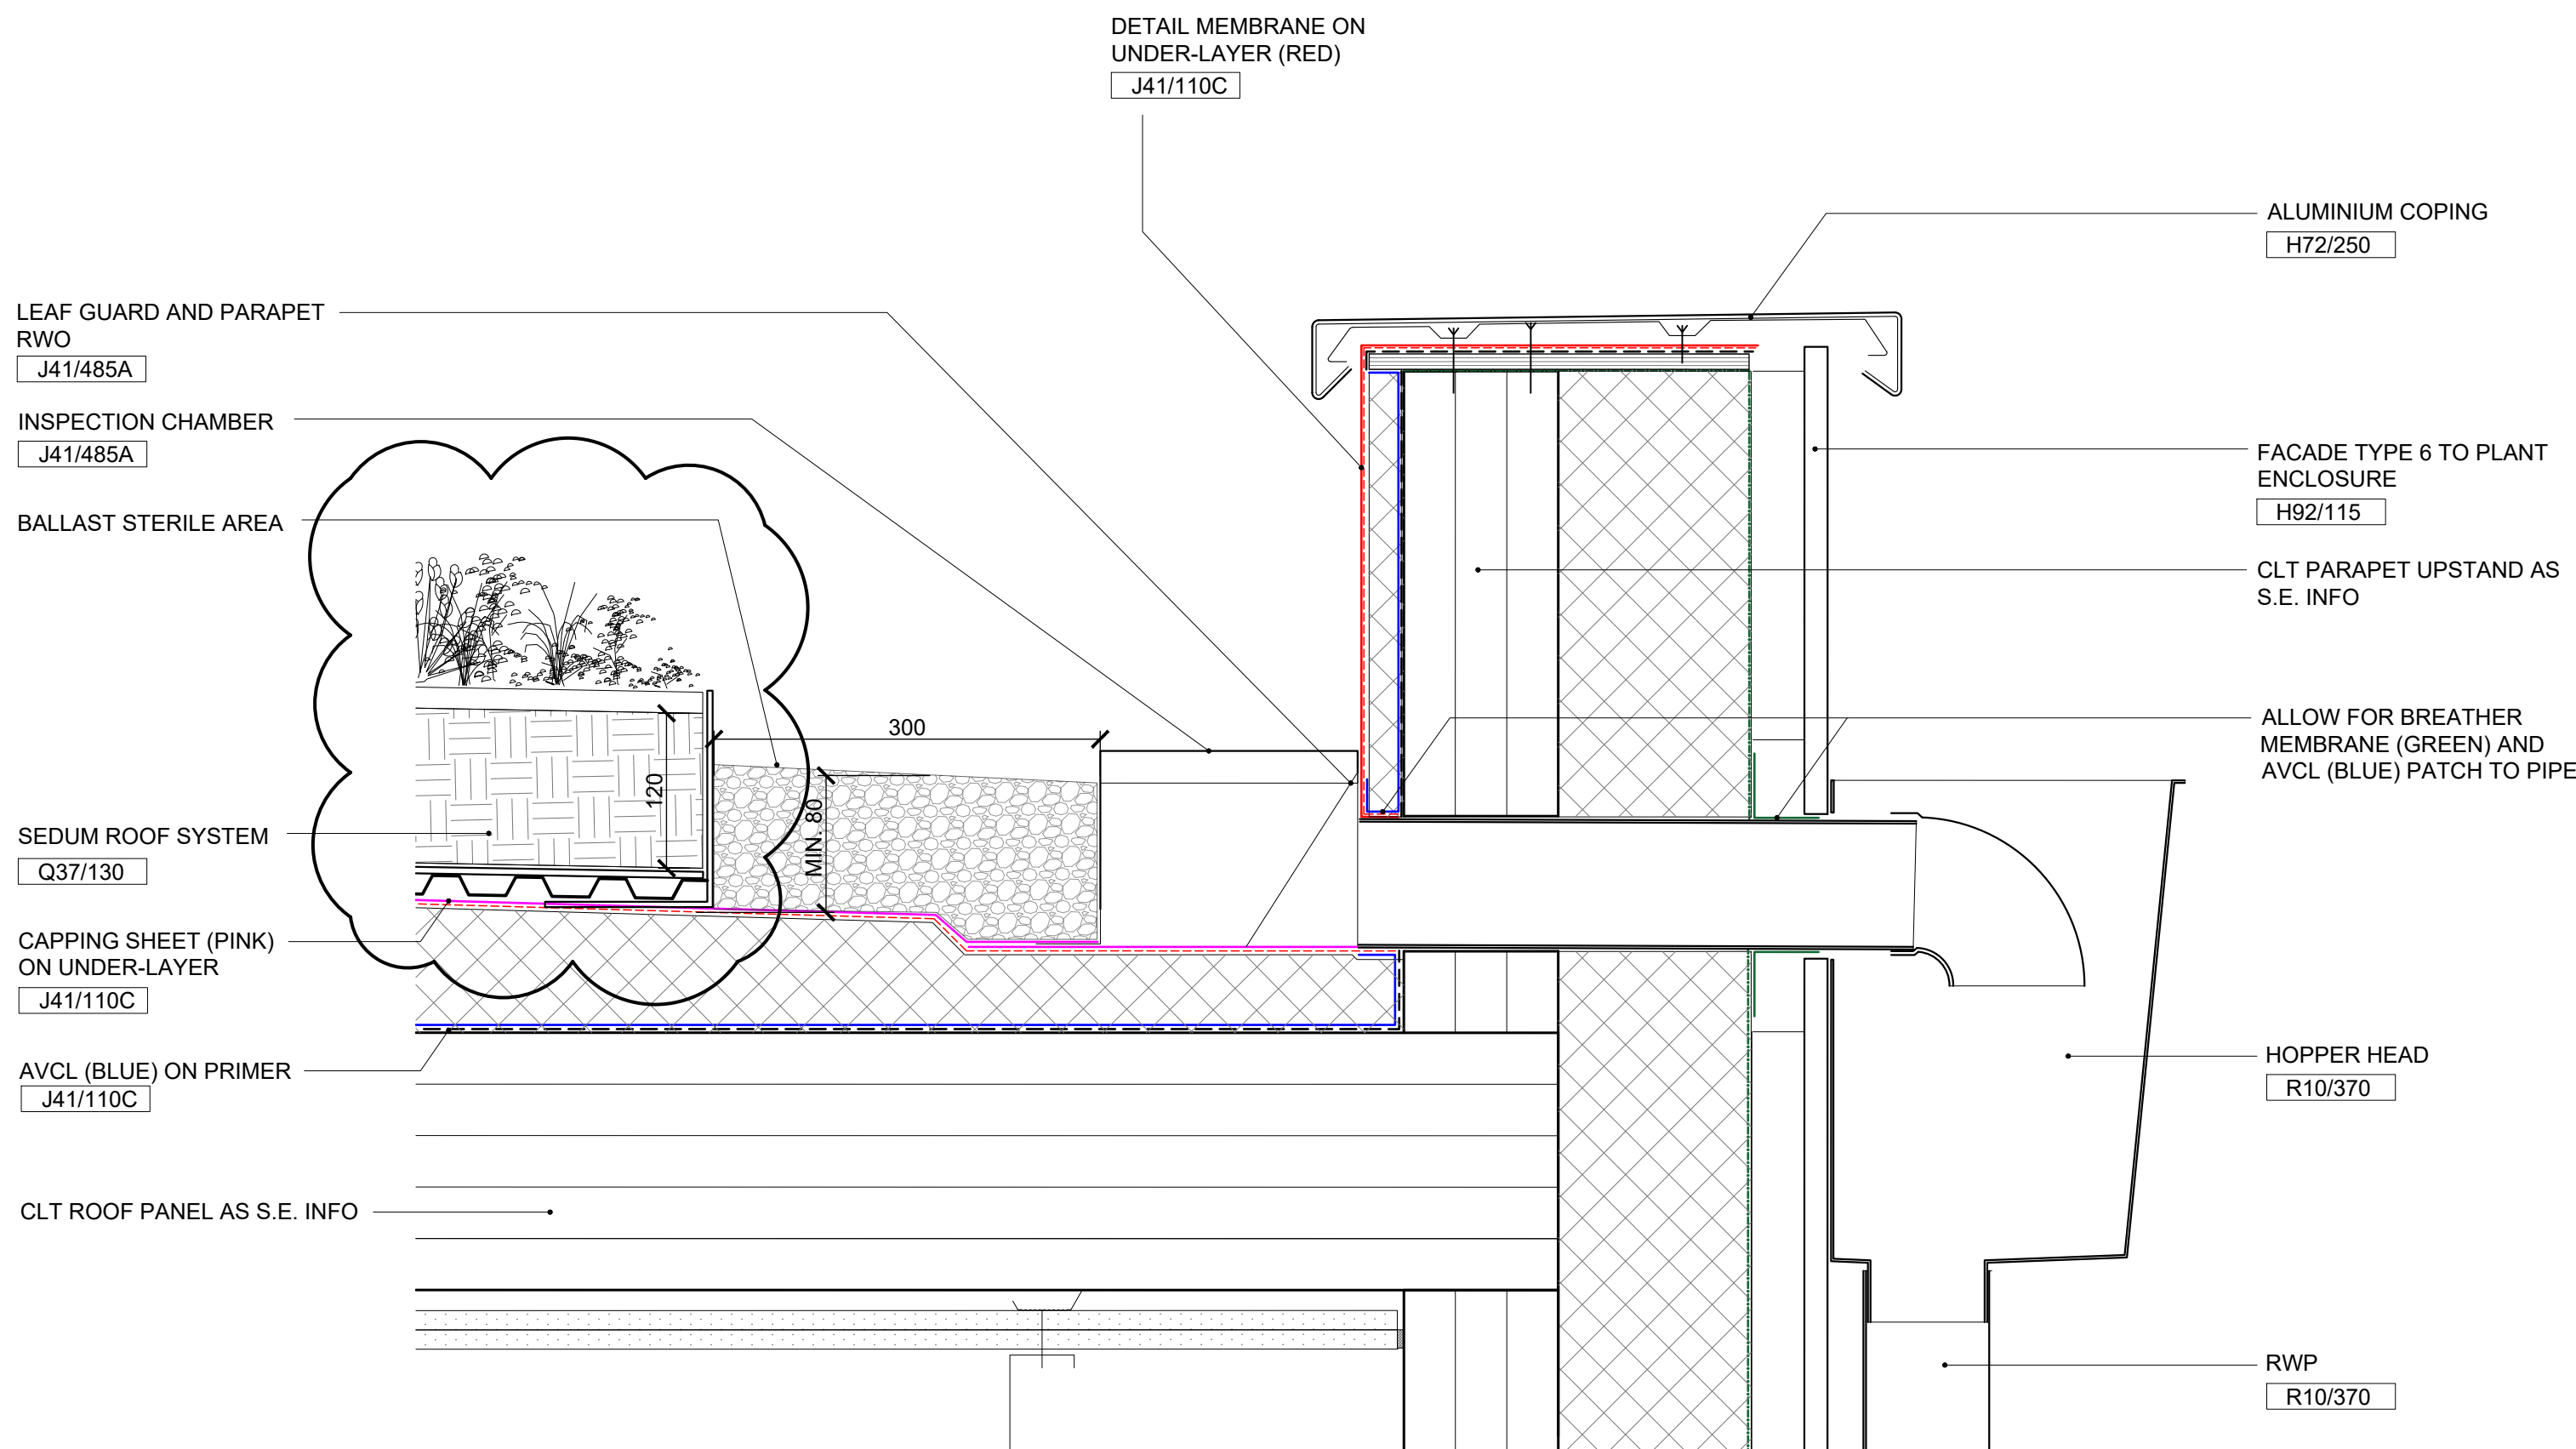 DETAIL MEMBRANE ON
UNDER-LAYER (RED)
J41/110C
LEAF GUARD AND PARAPET
RWO
J41/485A
INSPECTION CHAMBER
J41/485A
BALLAST STERILE AREA
SEDUM ROOF SYSTEM
Q37/130
CAPPING SHEET (PINK)
ON UNDER-LAYER
J41/110C
AVCL (BLUE) ON PRIMER
J41/110C
CLT ROOF PANEL AS S.E. INFO
300
120
MIN. 80
ALUMINIUM COPING
H72/250
FACADE TYPE 6 TO PLANT
ENCLOSURE
H92/115
CLT PARAPET UPSTAND AS
S.E. INFO
ALLOW FOR BREATHER
MEMBRANE (GREEN) AND
AVCL (BLUE) PATCH TO PIPE
HOPPER HEAD
R10/370
RWP
R10/370